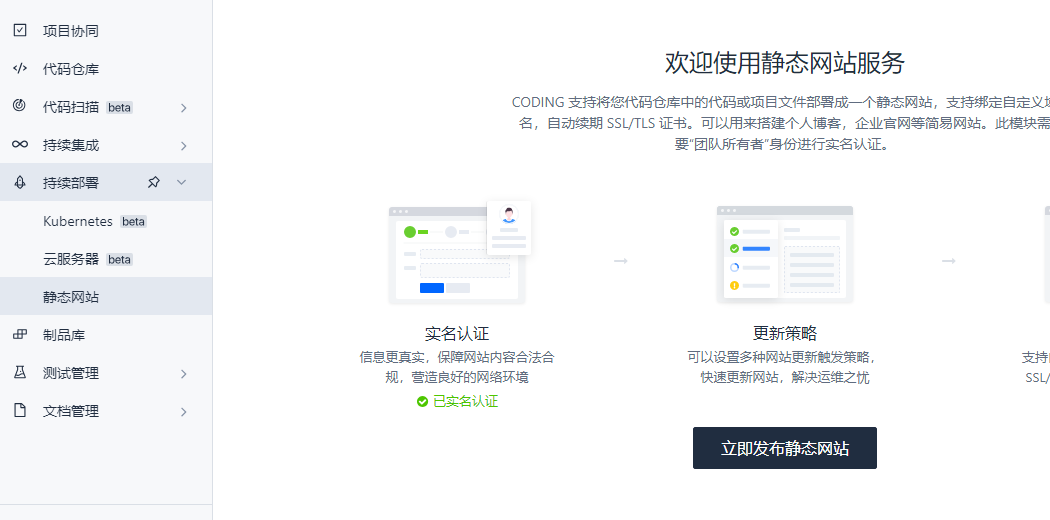 项目协同
代码仓库
代码扫描 beta
持续集成
持续部署
Kubernetes beta
云服务器 beta
静态网站
制品库
测试管理
文档管理
欢迎使用静态网站服务
CODING 支持将您代码仓库中的代码或项目文件部署成一个静态网站，支持绑定自定义域
名，自动续期 SSL/TLS 证书。可以用来搭建个人博客，企业官网等简易网站。此模块需
要"团队所有者"身份进行实名认证。
实名认证
信息更真实，保障网站内容合法合
规，营造良好的网络环境
已实名认证
更新策略
可以设置多种网站更新触发策略，
快速更新网站，解决运维之忧
支持
SSL/
立即发布静态网站